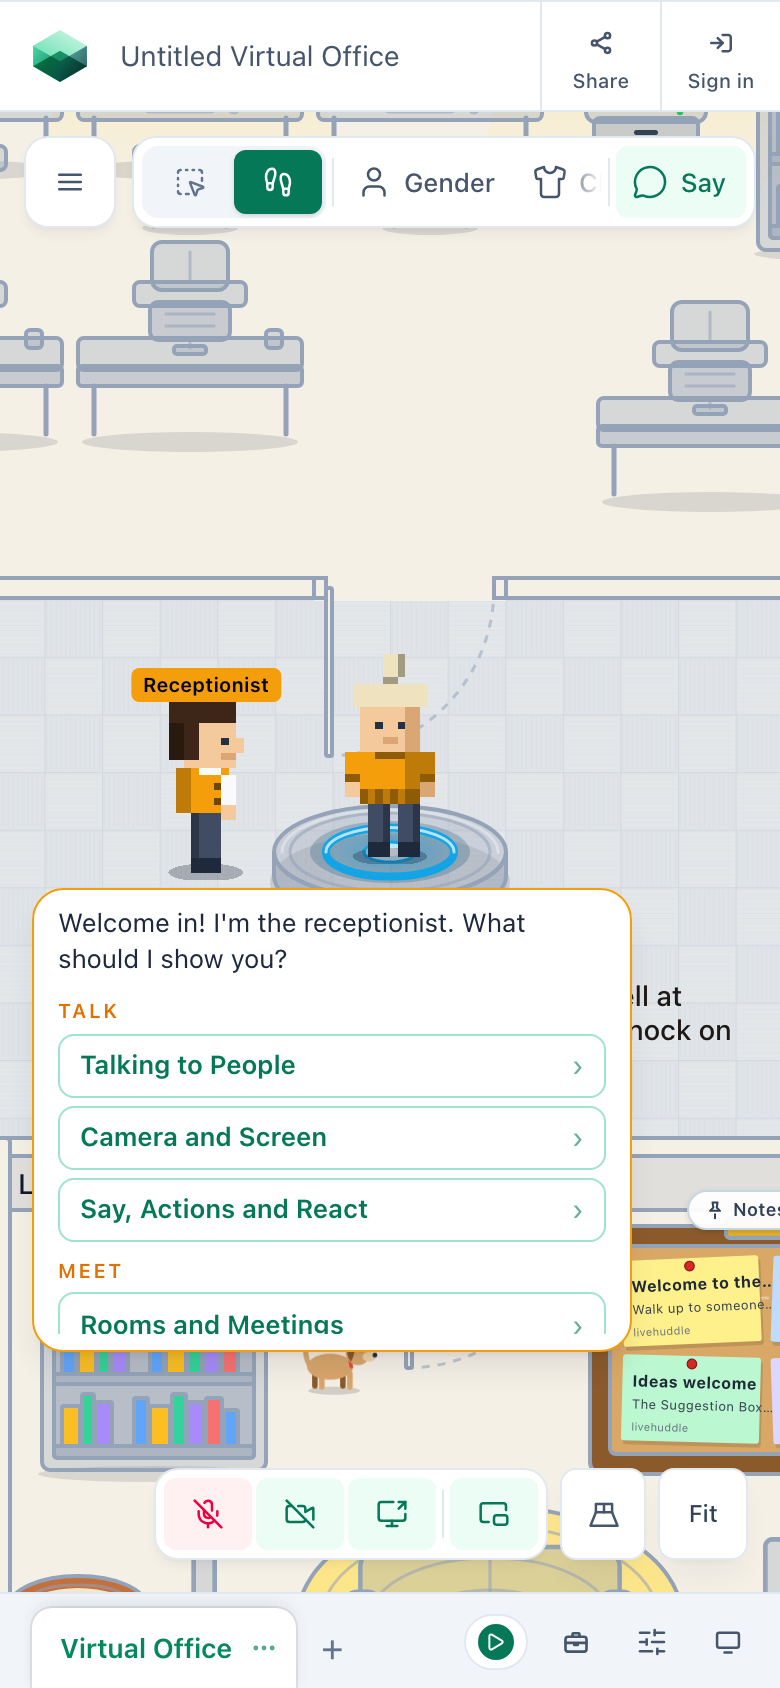 Untitled Virtual Office
Share
Sign in
Gender
Say
Receptionist
Welcome in! I'm the receptionist. What
should I show you?
TALK
Talking to People
Camera and Screen
Say, Actions and React
MEET
Rooms and Meetings
at
on
Notes
Welcome to the..
Walk up to someone..
livehuddle
Ideas welcome
The Suggestion Box...
livehuddle
Fit
Virtual Office